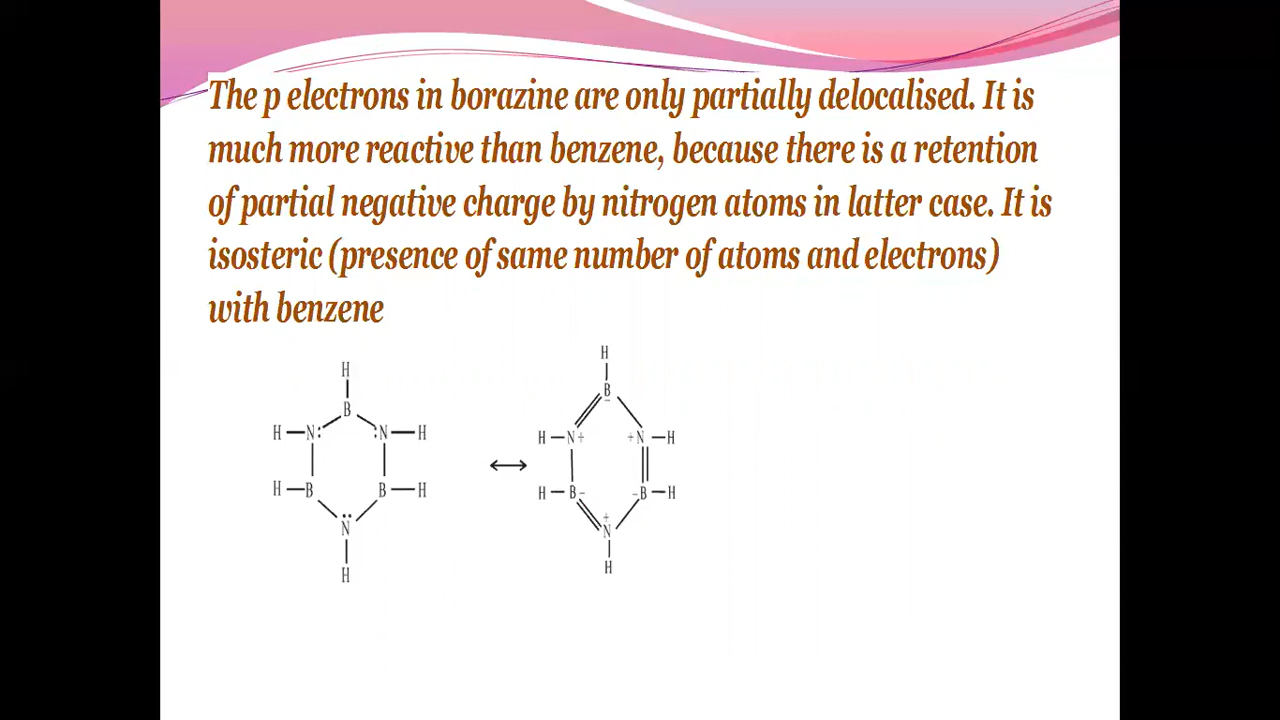 The p electrons in borazine are only partially delocalised. It is
much more reactive than benzene, because there is a retention
of partial negative charge by nitrogen atoms in latter case. It is
isosteric (presence of same number of atoms and electrons)
with benzene
H
B
H N: :N H
H B B H
N
H
H
B
-
H N+ +N H
H B- -B H
+
N
H